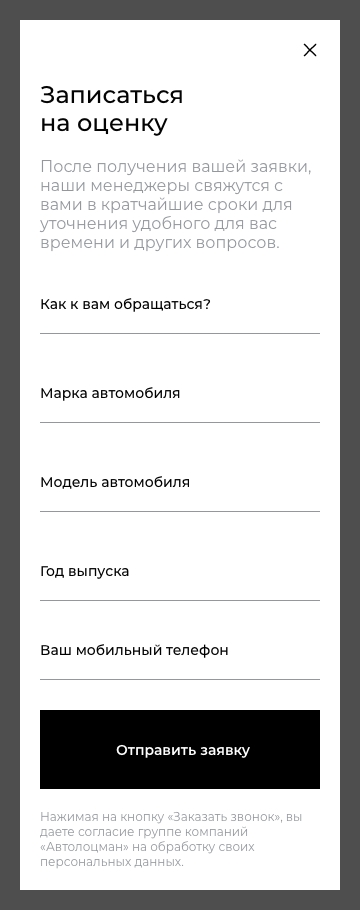 Записаться
на оценку
После получения вашей заявки,
наши менеджеры свяжутся с
вами в кратчайшие сроки для
уточнения удобного для вас
времени и других вопросов.
Как к вам обращаться?
Марка автомобиля
Модель автомобиля
Год выпуска
Ваш мобильный телефон
Отправить заявку
Нажимая на кнопку «Заказать звонок», вы
даете согласие группе компаний
«Автолоцман» на обработку своих
персональных данных.